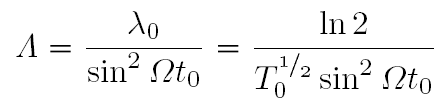 Λ = λ₀ / sin² Ωt₀ = ln 2 / T₀^{1/2} sin² Ωt₀